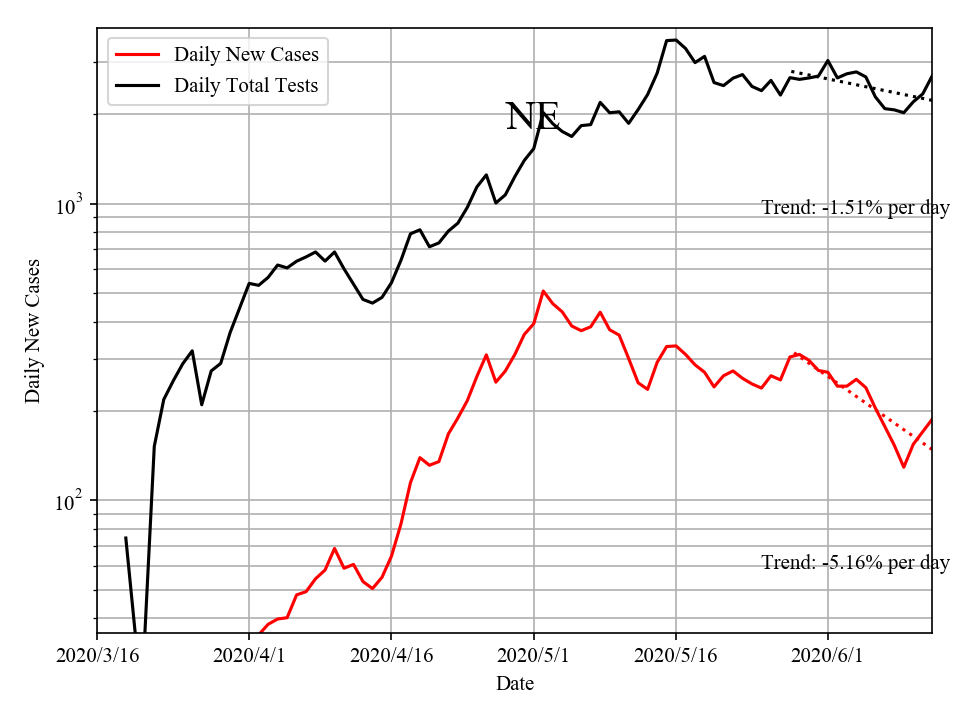 Daily New Cases
Daily Total Tests
NE
10^3
Trend: -1.51% per day
Daily New Cases
10^2
Trend: -5.16% per day
2020/3/16 2020/4/1 2020/4/16 2020/5/1 2020/5/16 2020/6/1
Date